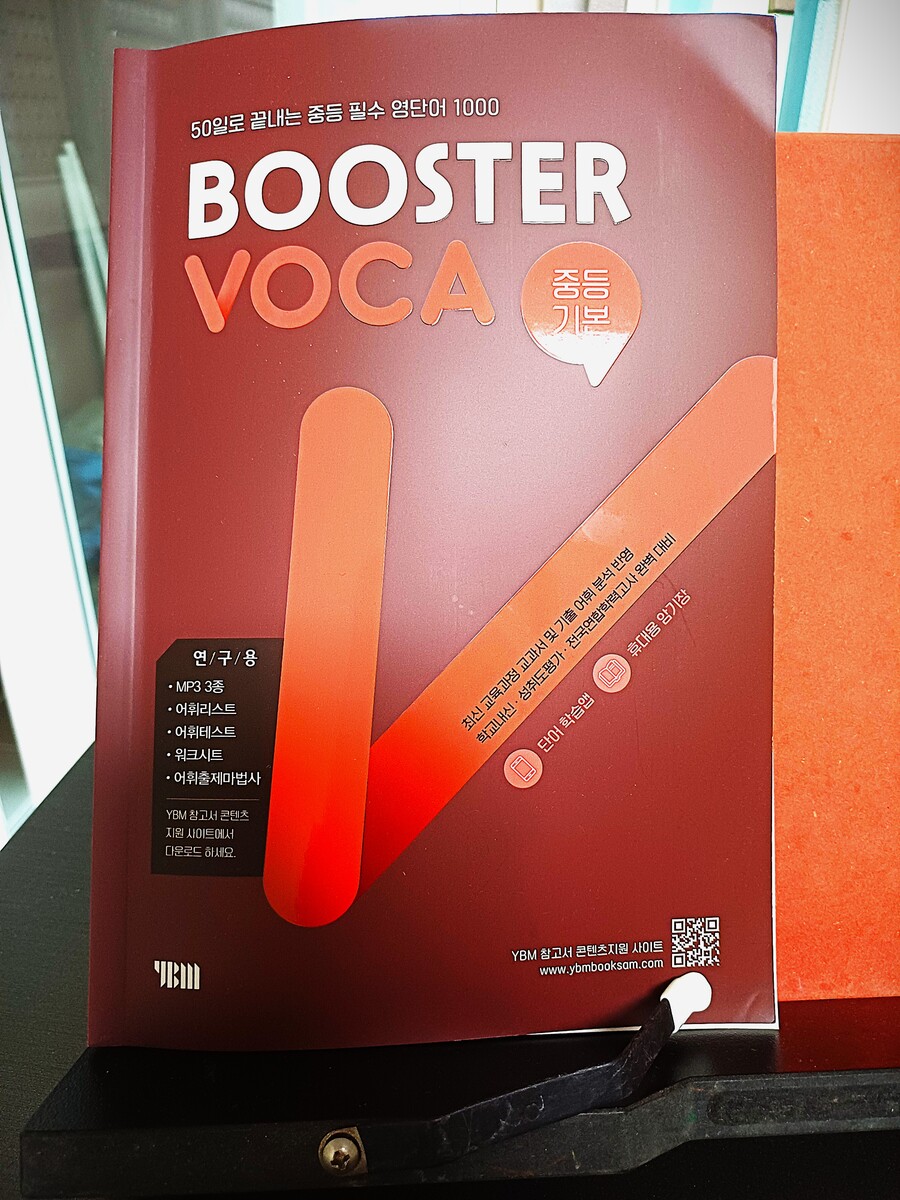 50일로 끝내는 중등 필수 영단어 1000
BOOSTER
VOCA
중등
기본
최신 교육과정 교과서 및 기출 어휘 분석 반영
학교내신 · 성취도평가 · 전국연합학력고사 완벽 대비
단어 학습앱
휴대용 암기장
연/구/용
• MP3 3종
• 어휘리스트
• 어휘테스트
• 워크시트
• 어휘출제마법사
YBM 참고서 콘텐츠
지원 사이트에서
다운로드 하세요.
YBM 참고서 콘텐츠지원 사이트
www.ybmbooksam.com
YBM